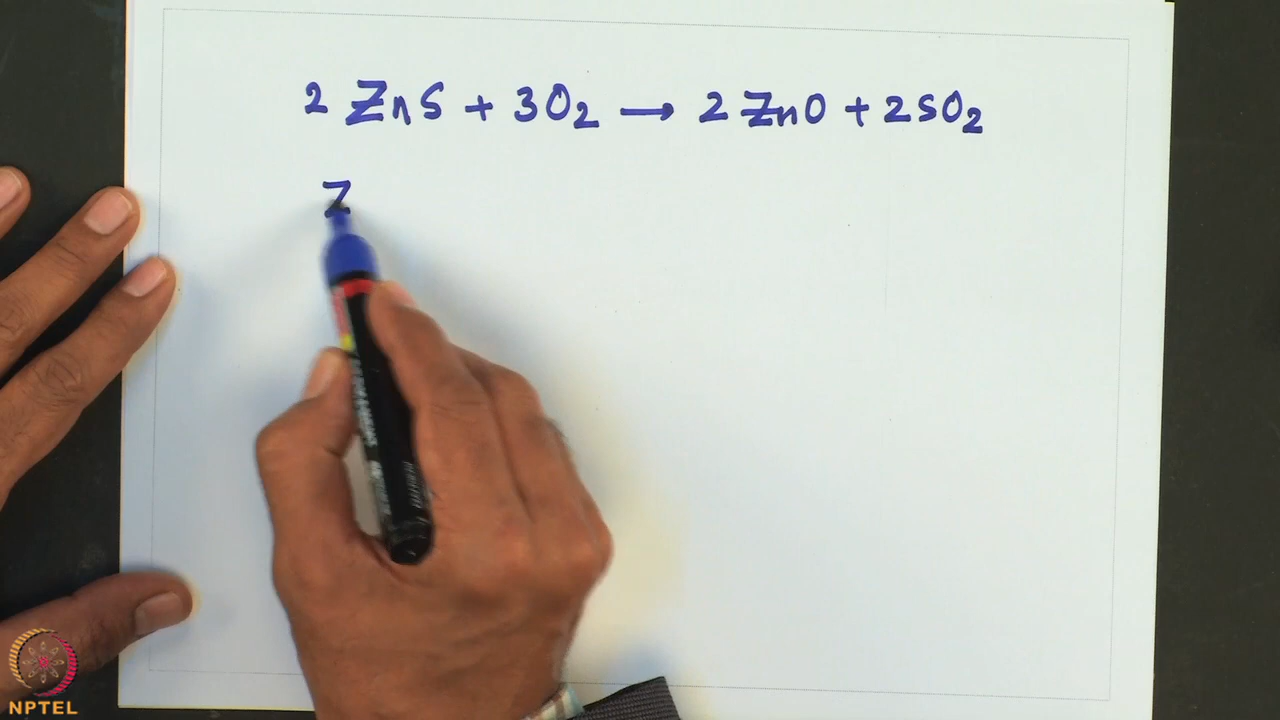 2 ZnS + 3O₂ → 2 ZnO + 2SO₂
Z
NPTEL